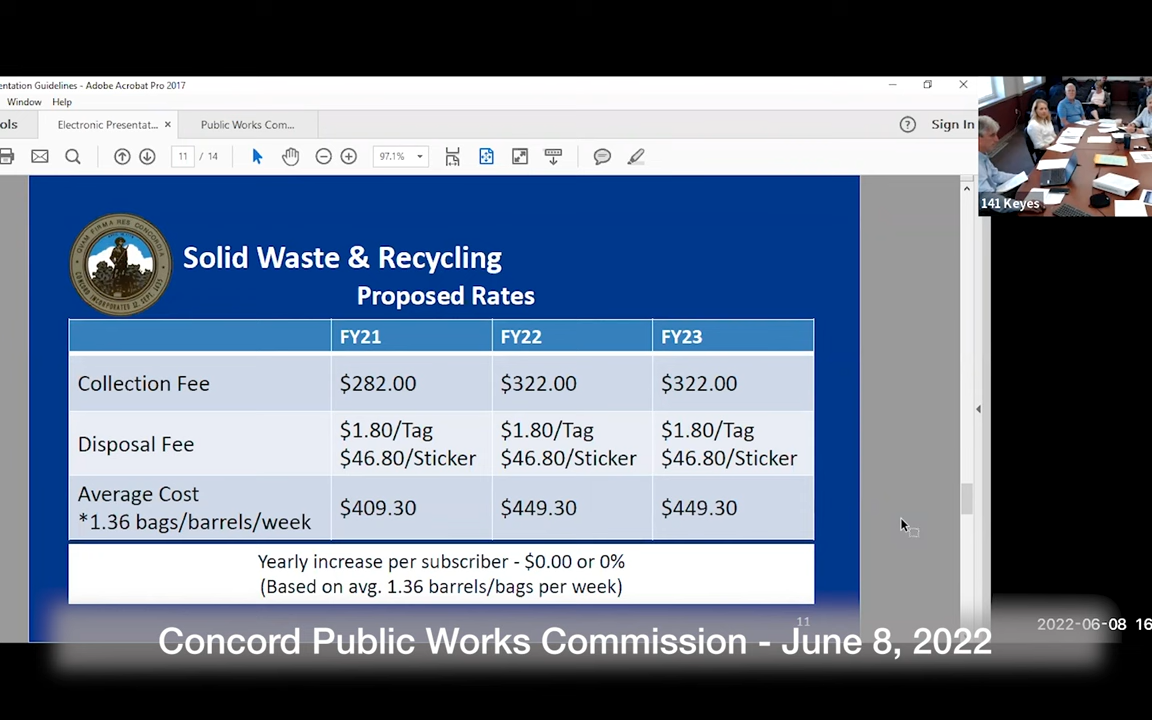 entation Guidelines - Adobe Acrobat Pro 2017
Window Help
ols
Electronic Presentat... ×
Public Works Com...
Sign In
11 / 14
97.1%
141 Keyes
QUAM FIRMA RES CONCORDIA
Solid Waste & Recycling
Proposed Rates
FY21 FY22 FY23
Collection Fee $282.00 $322.00 $322.00
$1.80/Tag $1.80/Tag $1.80/Tag
Disposal Fee
$46.80/Sticker $46.80/Sticker $46.80/Sticker
Average Cost
*1.36 bags/barrels/week $409.30 $449.30 $449.30
Yearly increase per subscriber - $0.00 or 0%
(Based on avg. 1.36 barrels/bags per week)
11
2022-06-08 16
Concord Public Works Commission - June 8, 2022